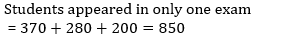 Students appeared in only one exam
= 370 + 280 + 200 = 850